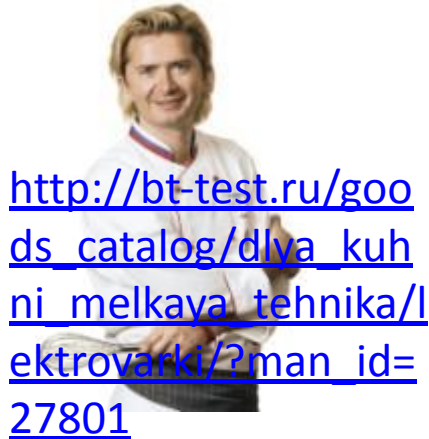 http://bt-test.ru/goo
ds_catalog/dlya_kuh
ni_melkaya_tehnika/l
ektrovarki/?man_id=
27801